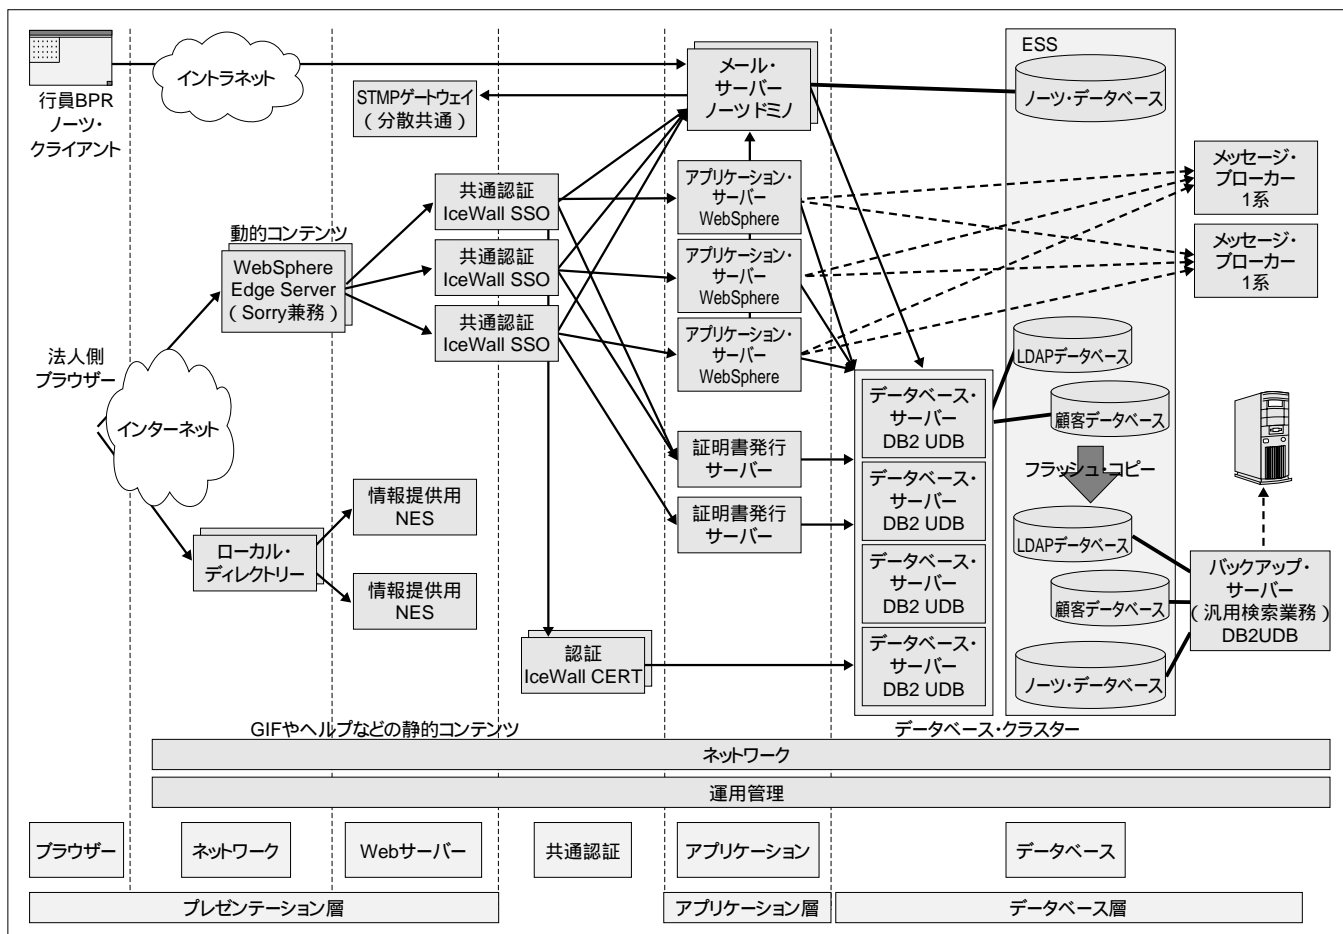 行員BPR
ノーツ・
クライアント
イントラネット
STMPゲートウェイ
（分散共通）
メール・
サーバー
ノーツドミノ
ESS
ノーツ・データベース
メッセージ・
ブローカー
1系
メッセージ・
ブローカー
1系
共通認証
IceWall SSO
共通認証
IceWall SSO
共通認証
IceWall SSO
アプリケーション・
サーバー
WebSphere
アプリケーション・
サーバー
WebSphere
アプリケーション・
サーバー
WebSphere
動的コンテンツ
WebSphere
Edge Server
（Sorry兼務）
法人側
ブラウザー
インターネット
LDAPデータベース
顧客データベース
フラッシュ・コピー
LDAPデータベース
顧客データベース
ノーツ・データベース
データベース・
サーバー
DB2 UDB
データベース・
サーバー
DB2 UDB
データベース・
サーバー
DB2 UDB
データベース・
サーバー
DB2 UDB
証明書発行
サーバー
証明書発行
サーバー
情報提供用
NES
情報提供用
NES
ローカル・
ディレクトリー
認証
IceWall CERT
バックアップ・
サーバー
（汎用検索業務）
DB2UDB
GIFやヘルプなどの静的コンテンツ
データベース・クラスター
ネットワーク
運用管理
ブラウザー
ネットワーク
Webサーバー
共通認証
アプリケーション
データベース
プレゼンテーション層
アプリケーション層
データベース層